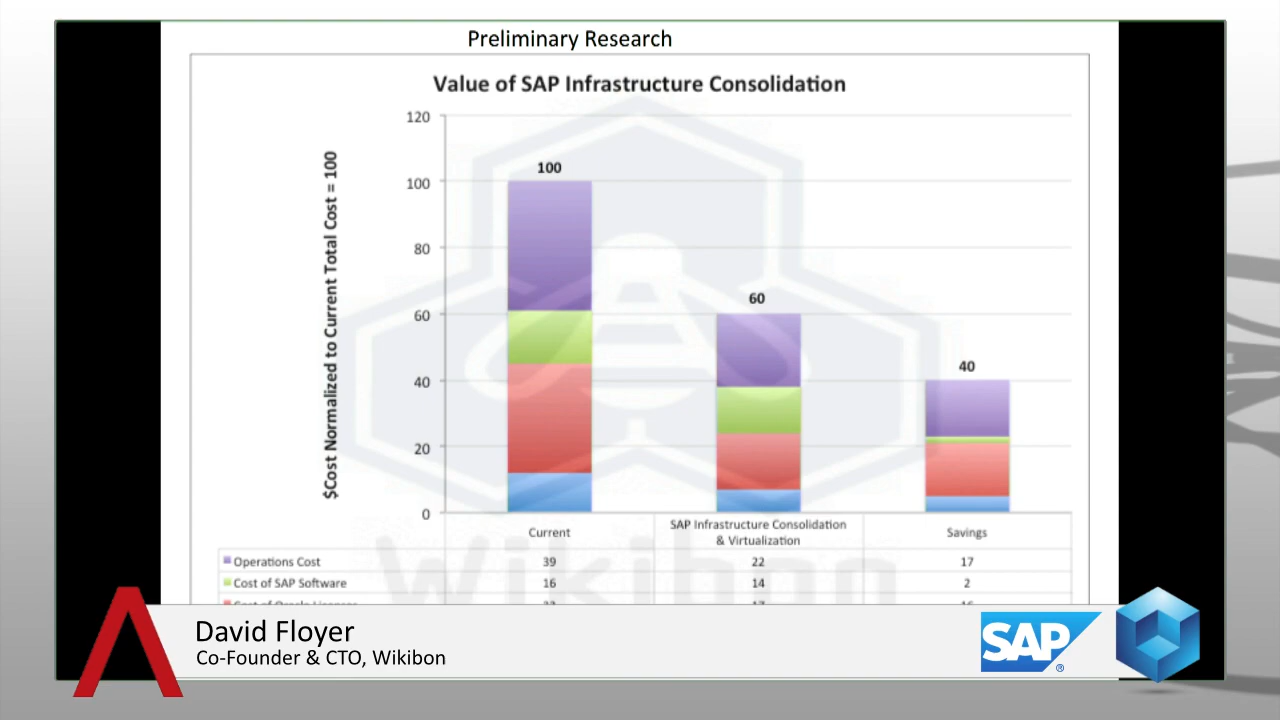 Preliminary Research
Value of SAP Infrastructure Consolidation
$Cost Normalized to Current Total Cost = 100
120
100
80
60
40
20
0
100
60
40
Current
SAP Infrastructure Consolidation
& Virtualization
Savings
Operations Cost 39 22 17
Cost of SAP Software 16 14 2
Wikibon
David Floyer
Co-Founder & CTO, Wikibon
SAP
®